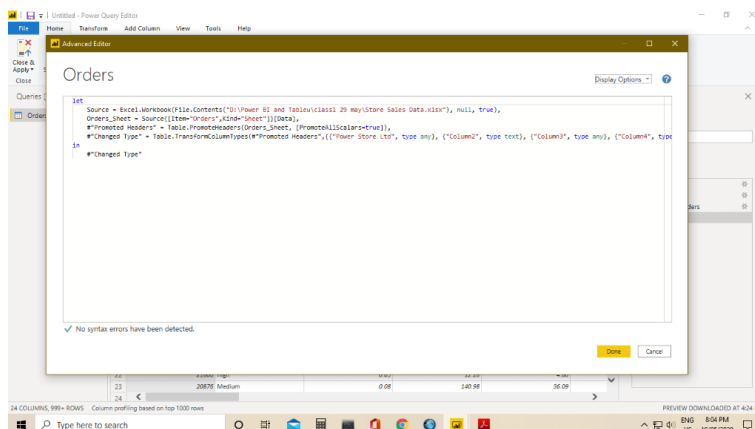 Untitled - Power Query Editor
File Home Transform Add Column View Tools Help
Advanced Editor
Close &
Apply
Close
Queries
Orders
Orders
Display Options
let
Source = Excel.Workbook(File.Contents("D:\Power BI and Tableu\class1 29 may\Store Sales Data.xlsx"), null, true),
Orders_Sheet = Source{[Item="Orders",Kind="Sheet"]}[Data],
#"Promoted Headers" = Table.PromoteHeaders(Orders_Sheet, [PromoteAllScalars=true]),
#"Changed Type" = Table.TransformColumnTypes(#"Promoted Headers",{{"Power Store Ltd", type any}, {"Column2", type text}, {"Column3", type any}, {"Column4", type
in
#"Changed Type"
No syntax errors have been detected.
Done Cancel
23 20876 Medium 0.08 140.98 36.09
24
24 COLUMNS, 999+ ROWS Column profiling based on top 1000 rows
PREVIEW DOWNLOADED AT 4:24
Type here to search
ENG 8:04 PM